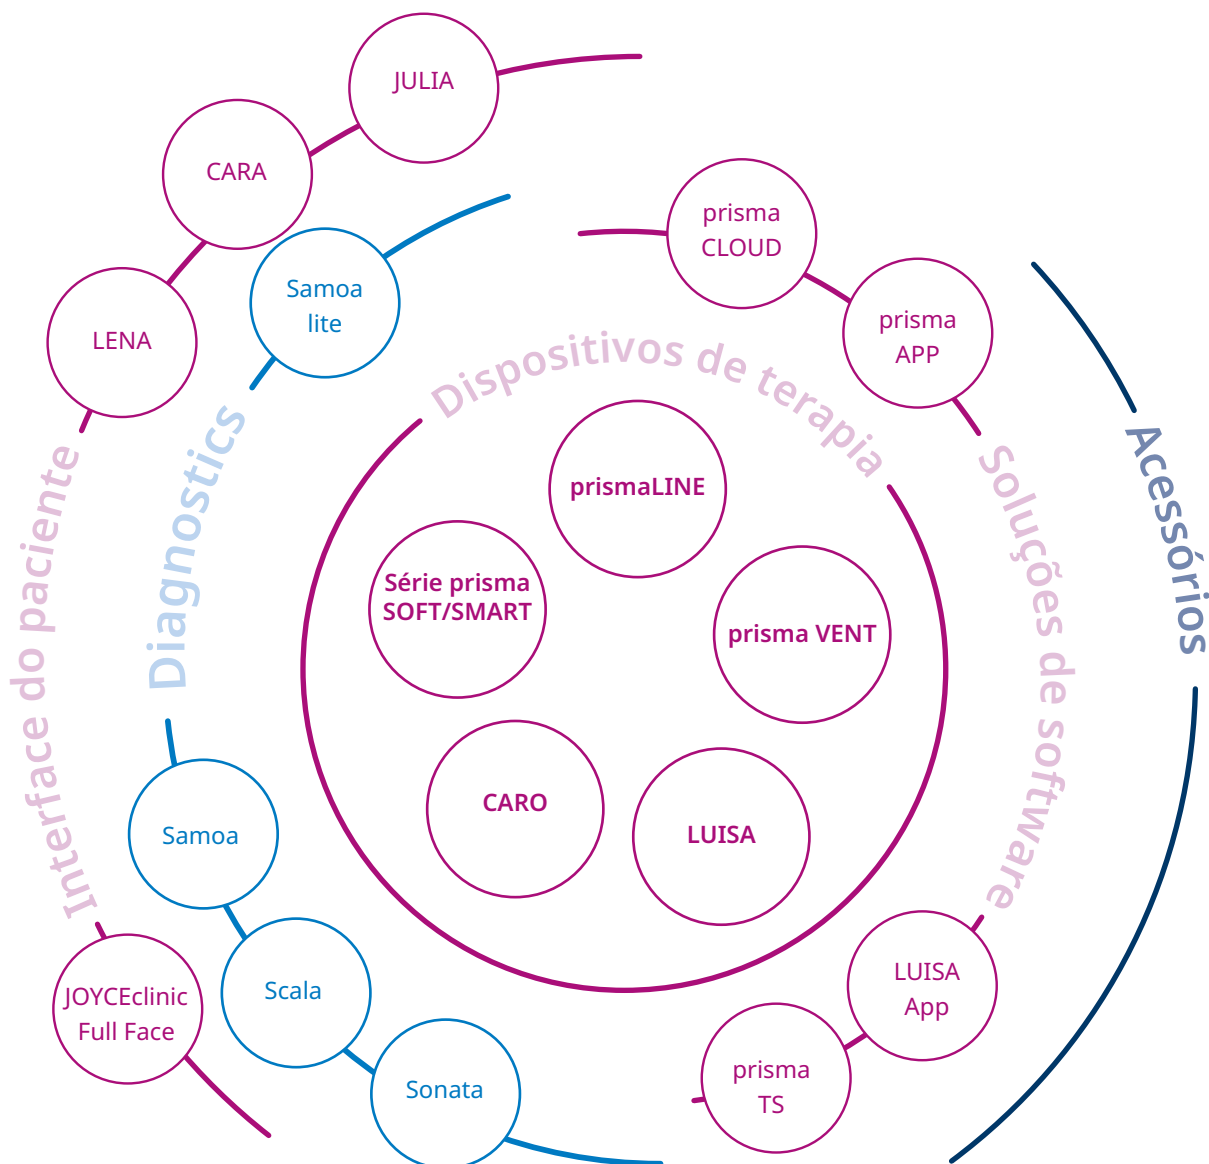 JULIA
CARA
LENA
Samoa
lite
prisma
CLOUD
prisma
APP
Dispositivos de terapia
prismaLINE
Série prisma
SOFT/SMART
prisma VENT
CARO
LUISA
Interface do paciente
Diagnostics
Soluções de software
Acessórios
Samoa
Scala
Sonata
JOYCEclinic
Full Face
LUISA
App
prisma
TS